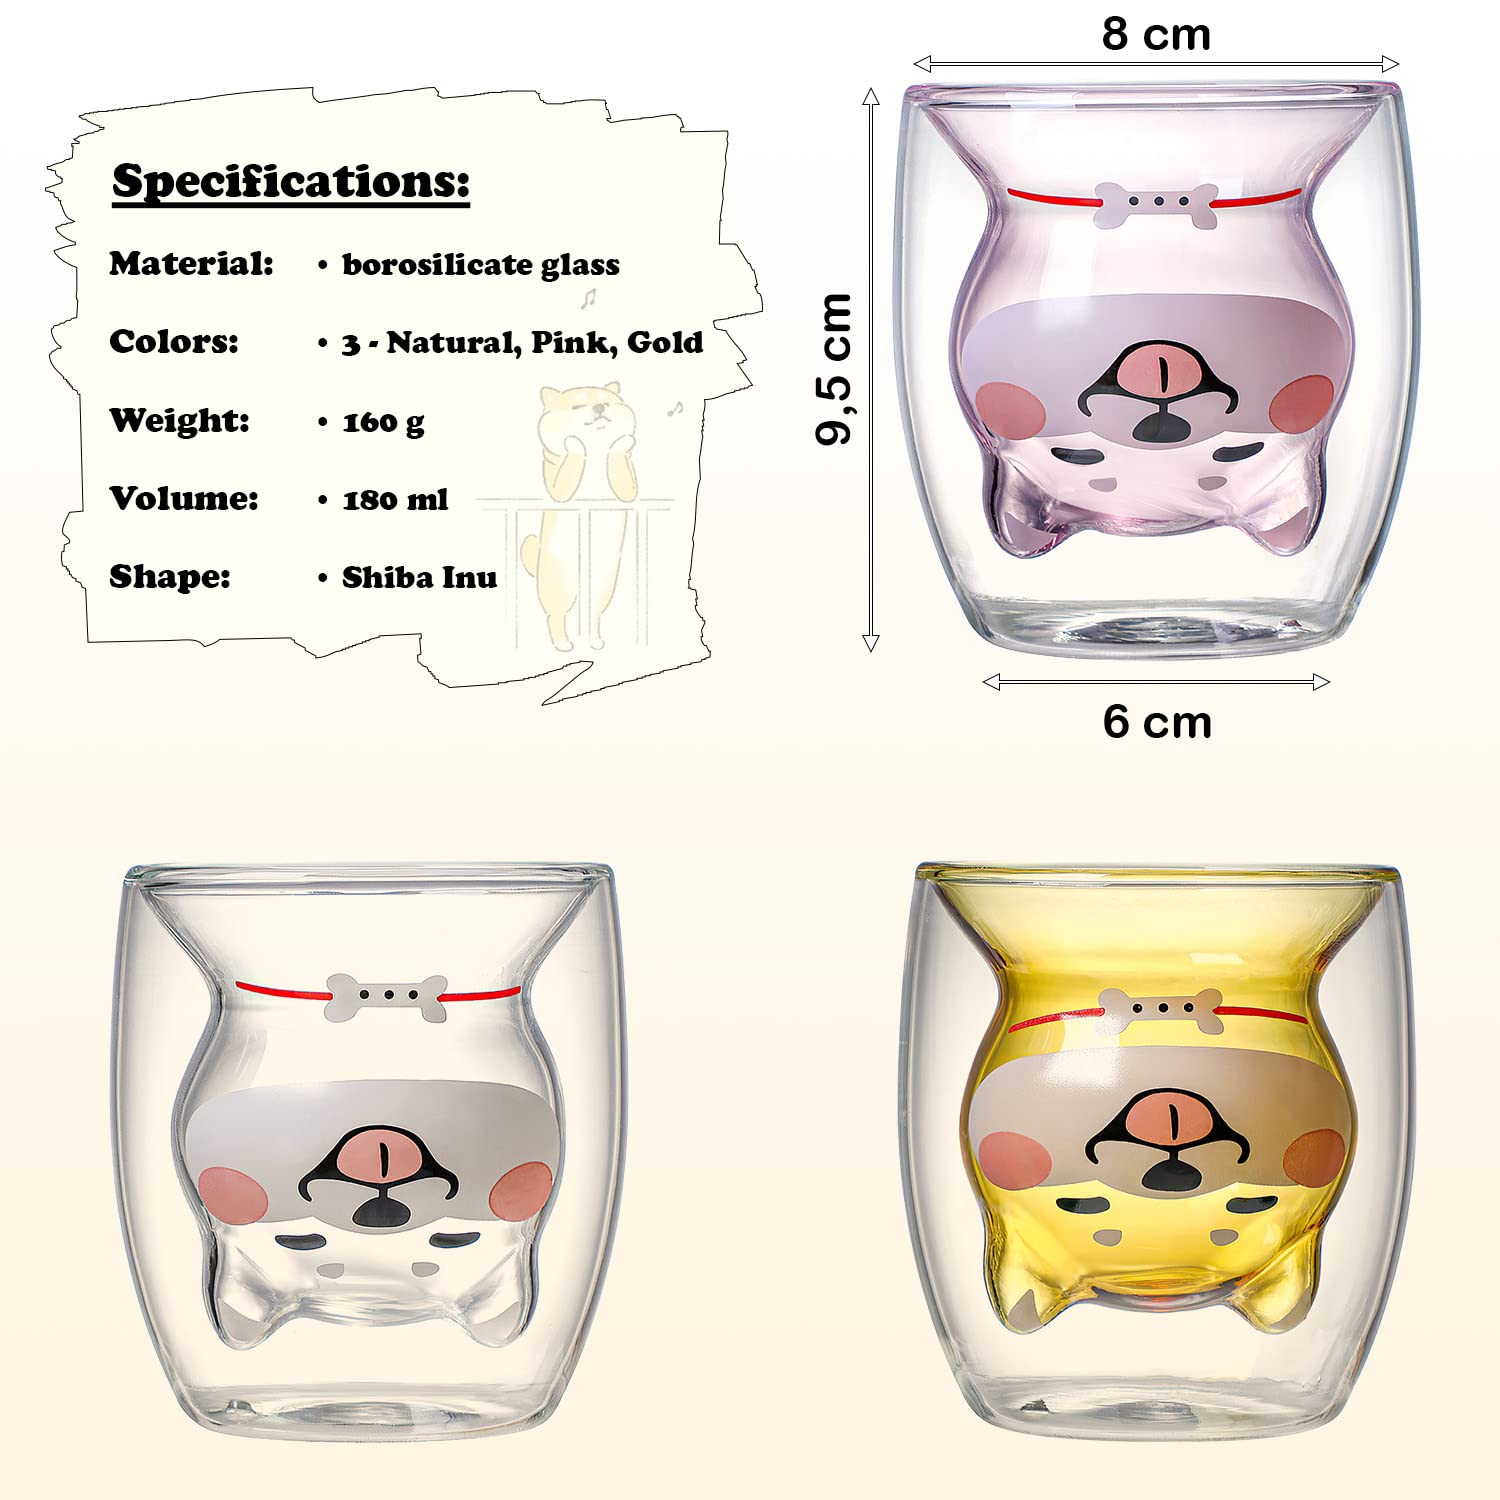 8 cm
Specifications:
Material: • borosilicate glass
Colors: • 3 - Natural, Pink, Gold
Weight: • 160 g
Volume: • 180 ml
Shape: • Shiba Inu
9,5 cm
6 cm